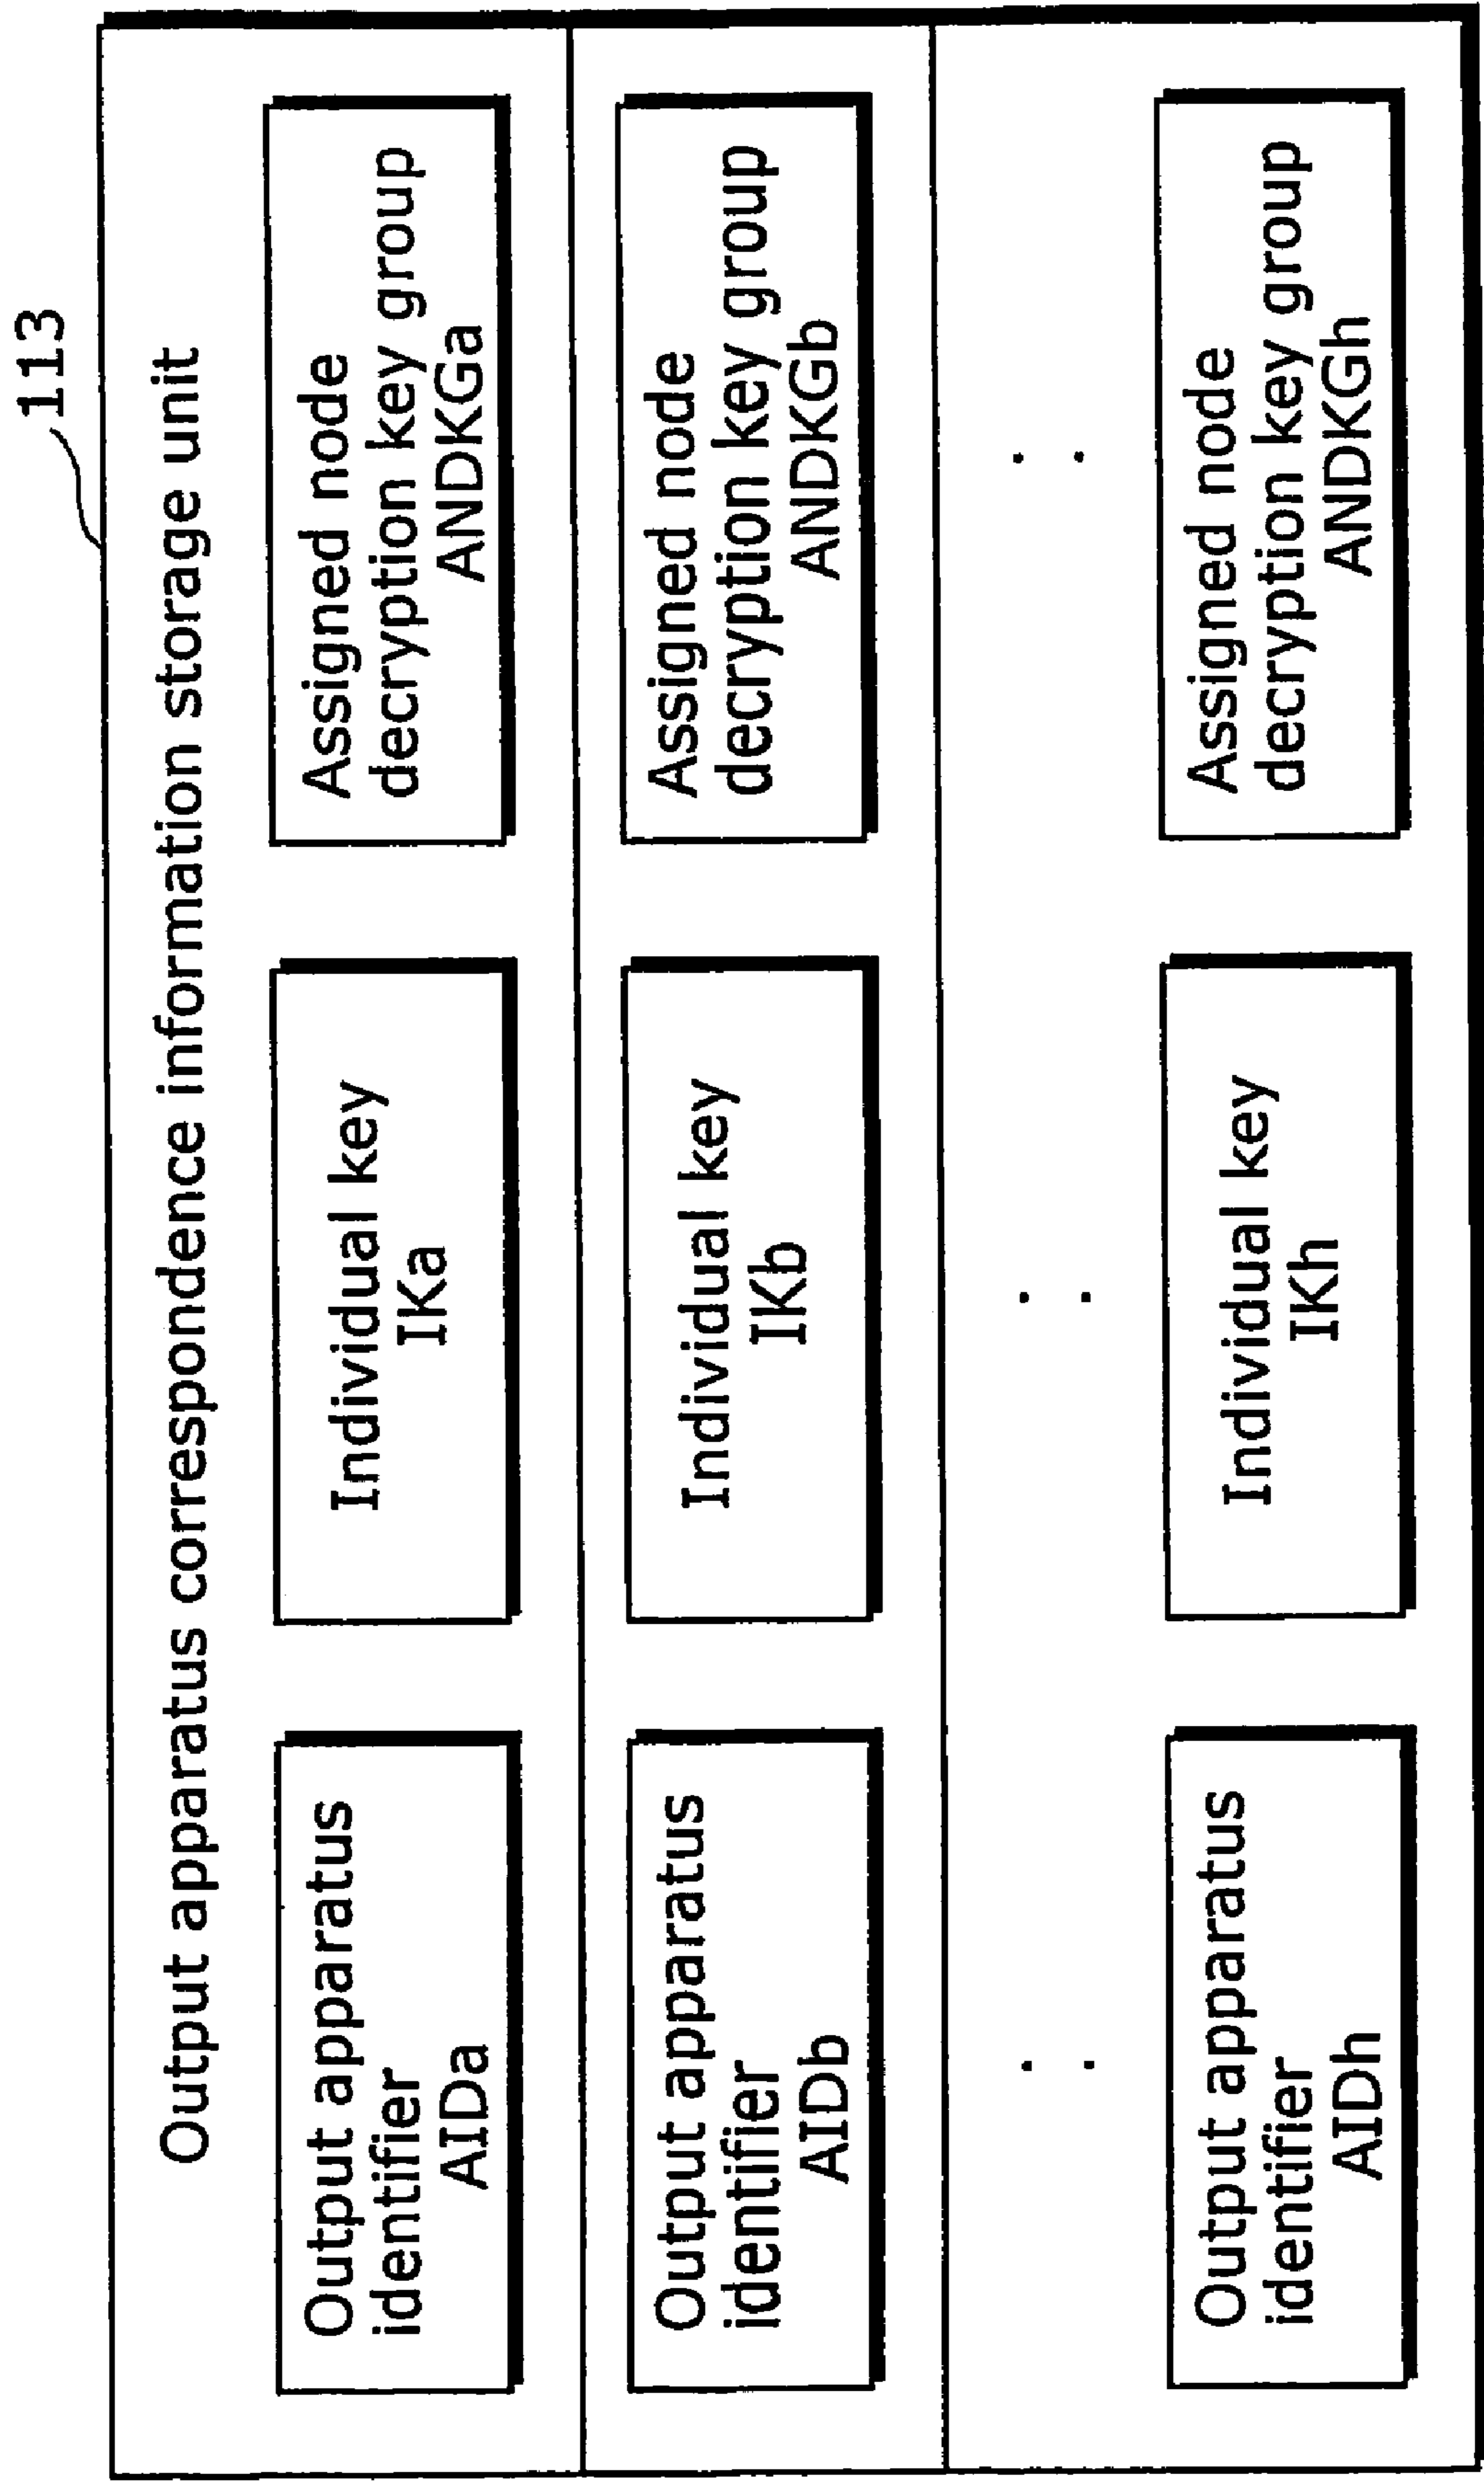 113
Output apparatus correspondence information storage unit
Output apparatus
identifier
AIDa
Individual key
IKa
Assigned node
decryption key group
ANDKGa
Output apparatus
identifier
AIDb
Individual key
IKb
Assigned node
decryption key group
ANDKGb
Output apparatus
identifier
AIDh
Individual key
IKh
Assigned node
decryption key group
ANDKGh